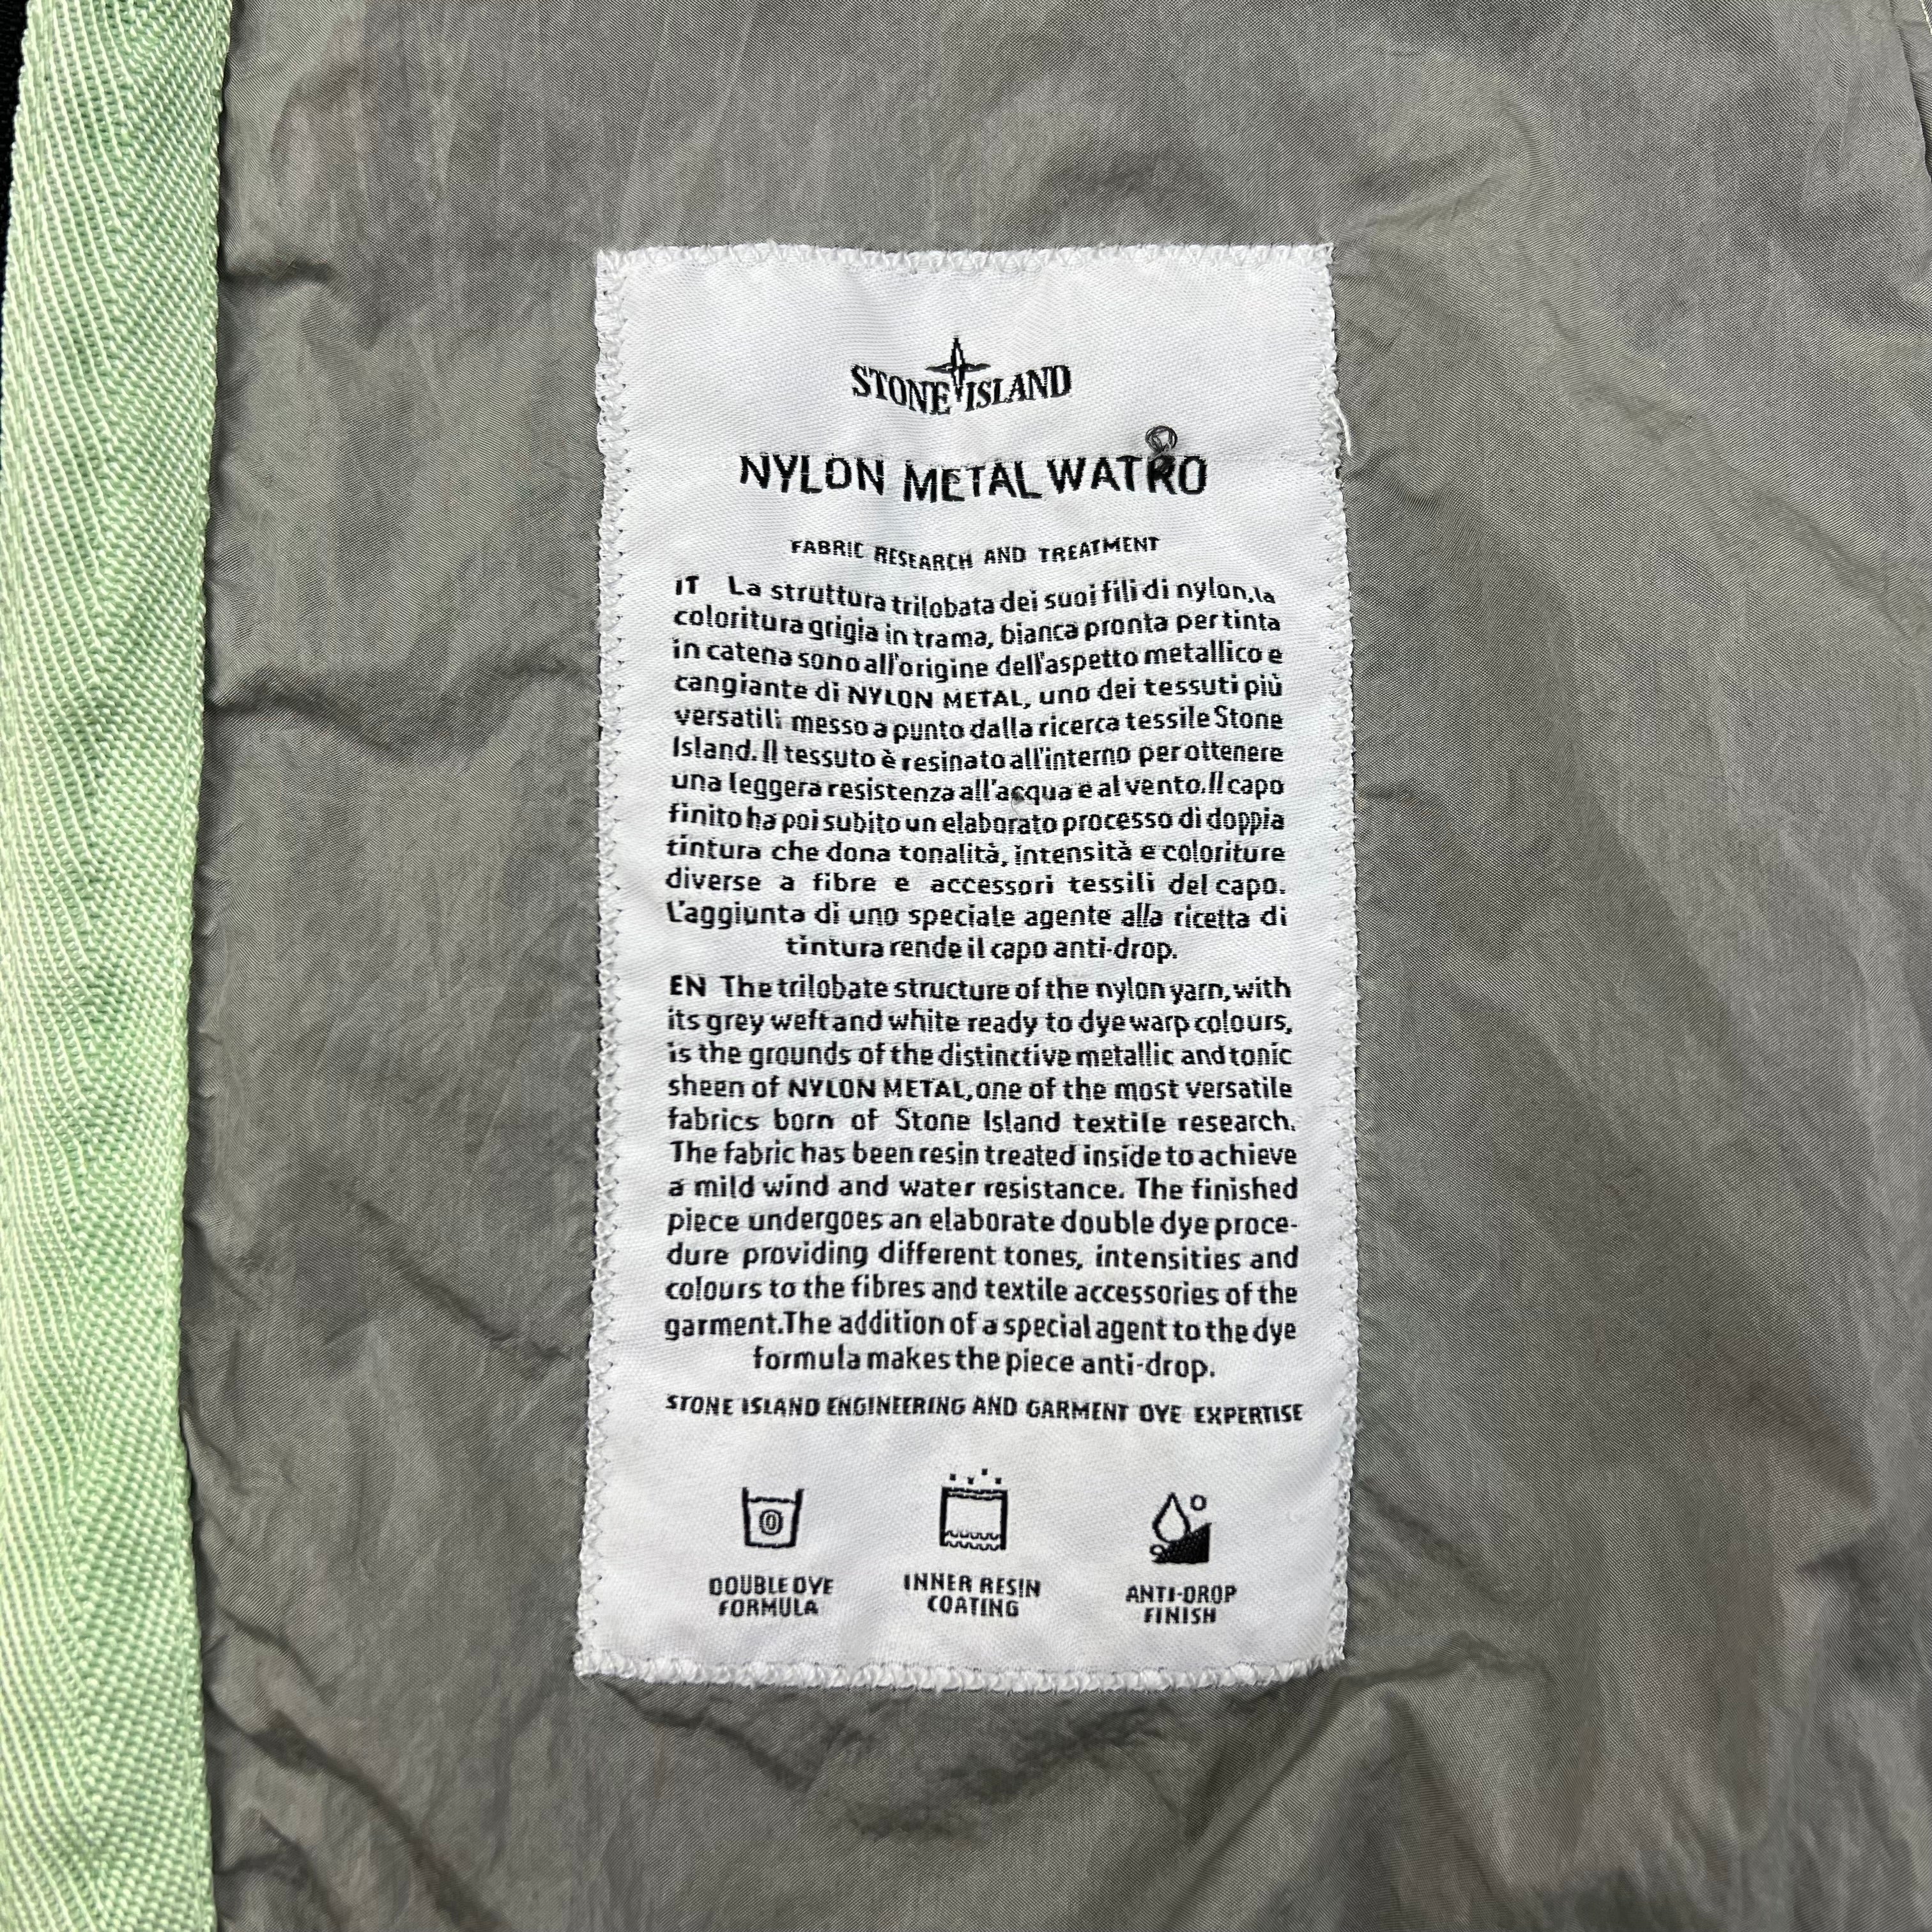 STONE ISLAND
NYLON METAL WATRO
FABRIC RESEARCH AND TREATMENT
IT La struttura trilobata dei suoi fili di nylon, la
coloritura grigia in trama, bianca pronta per tinta
in catena sono all'origine dell'aspetto metallico e
cangiante di NYLON METAL, uno dei tessuti più
versatili messo a punto dalla ricerca tessile Stone
Island. Il tessuto è resinato all'interno per ottenere
una leggera resistenza all'acqua e al vento. Il capo
finito ha poi subito un elaborato processo di doppia
tintura che dona tonalità, intensità e coloriture
diverse a fibre e accessori tessili del capo.
L'aggiunta di uno speciale agente alla ricetta di
tintura rende il capo anti-drop.
EN The trilobate structure of the nylon yarn, with
its grey weft and white ready to dye warp colours,
is the grounds of the distinctive metallic and tonic
sheen of NYLON METAL, one of the most versatile
fabrics born of Stone Island textile research.
The fabric has been resin treated inside to achieve
a mild wind and water resistance. The finished
piece undergoes an elaborate double dye proce-
dure providing different tones, intensities and
colours to the fibres and textile accessories of the
garment. The addition of a special agent to the dye
formula makes the piece anti-drop.
STONE ISLAND ENGINEERING AND GARMENT DYE EXPERTISE
DOUBLE DYE
FORMULA
INNER RESIN
COATING
ANTI-DROP
FINISH